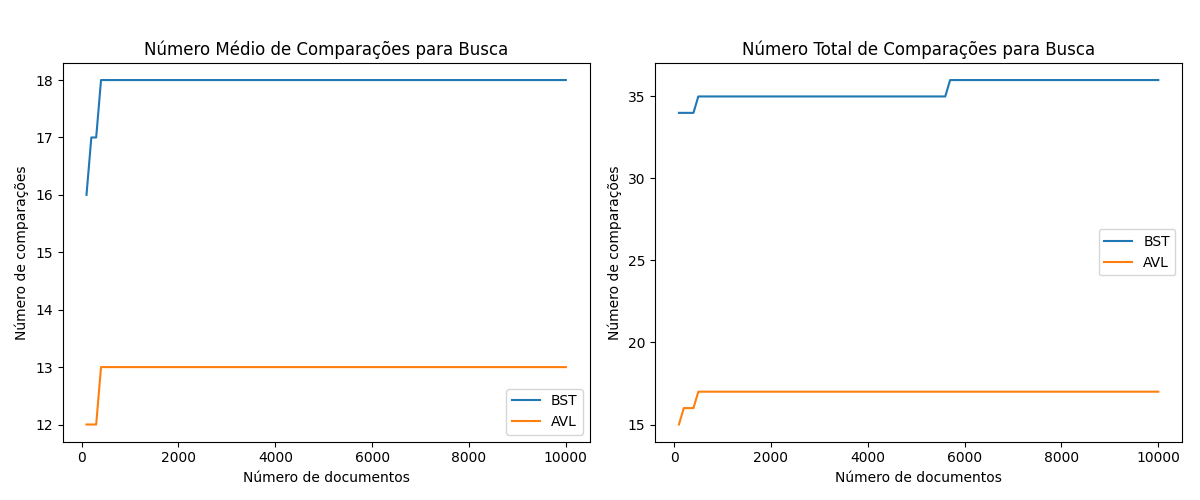 Número Médio de Comparações para Busca
Número de comparações
18
17
16
15
14
13
12
0
2000
4000
6000
8000
10000
Número de documentos
BST
AVL
Número Total de Comparações para Busca
Número de comparações
35
30
25
20
15
0
2000
4000
6000
8000
10000
Número de documentos
BST
AVL